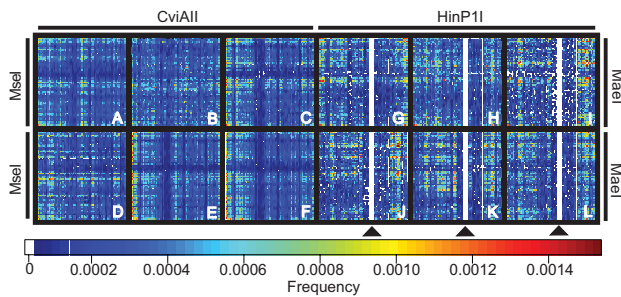 CviAII HinP1I
MseI A B C G H I MaeI
MseI D E F J K L MaeI
0 0.0002 0.0004 0.0006 0.0008 0.0010 0.0012 0.0014
Frequency